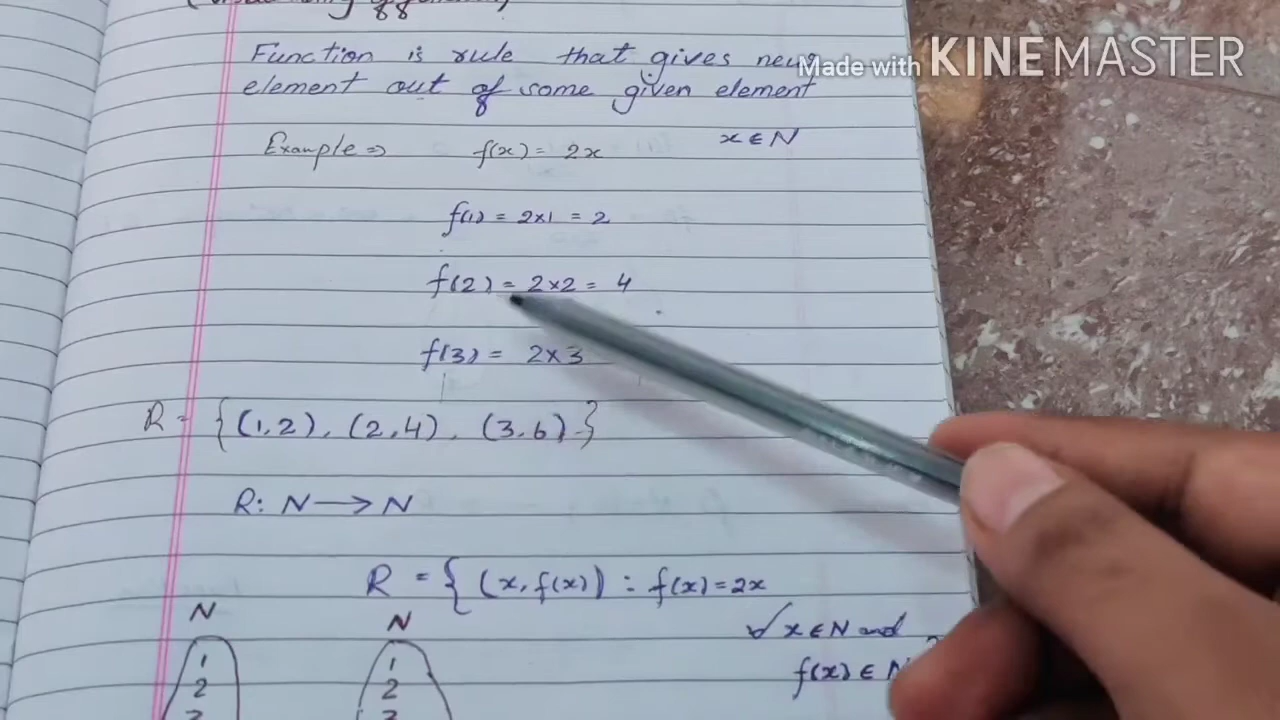 Function is rule that gives new
element out of some given element
Made with KINEMASTER
Example ⇒ f(x) = 2x x ∈ N
f(1) = 2×1 = 2
f(2) = 2×2 = 4
f(3) = 2×3
R = {(1,2), (2,4), (3,6)}
R: N → N
R = { (x, f(x)) : f(x) = 2x
∀ x ∈ N and
f(x) ∈ N
N N
1 1
2 2
3 3